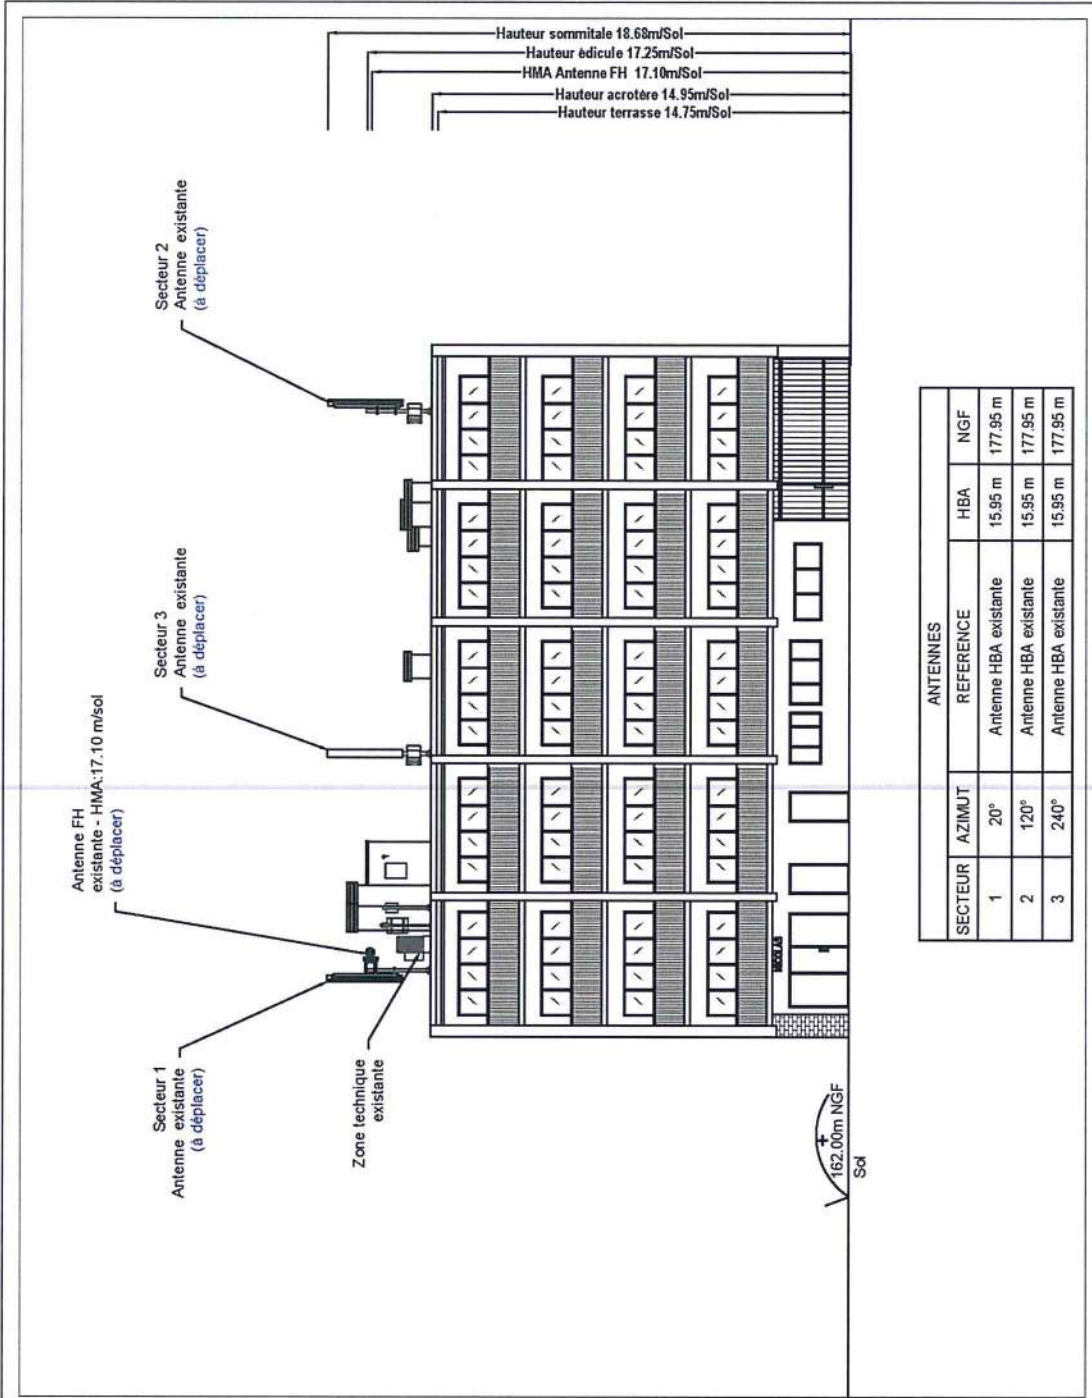 Hauteur sommitale 18.68m/Sol
Hauteur édicule 17.25m/Sol
HMA Antenne FH 17.10m/Sol
Hauteur acrotère 14.95m/Sol
Hauteur terrasse 14.75m/Sol
Secteur 1
Antenne existante
(à déplacer)
Antenne FH
existante - HMA:17.10 m/sol
(à déplacer)
Secteur 3
Antenne existante
(à déplacer)
Secteur 2
Antenne existante
(à déplacer)
Zone technique
existante
NICOLAS
162.00m NGF
Sol
ANTENNES
SECTEUR AZIMUT REFERENCE HBA NGF
1 20° Antenne HBA existante 15.95 m 177.95 m
2 120° Antenne HBA existante 15.95 m 177.95 m
3 240° Antenne HBA existante 15.95 m 177.95 m